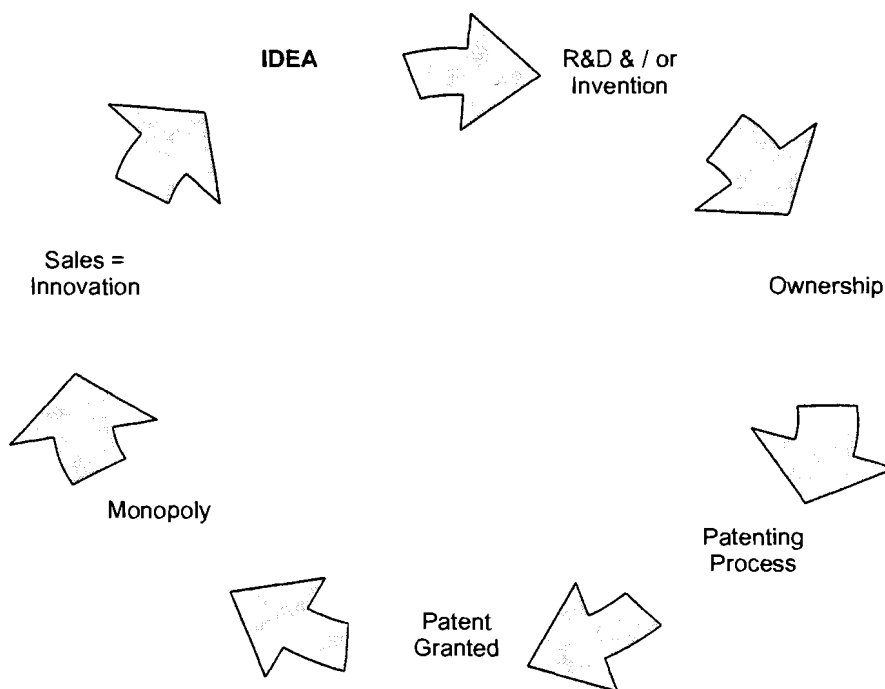 IDEA
R&D & / or
Invention
Ownership
Patenting
Process
Patent
Granted
Monopoly
Sales =
Innovation